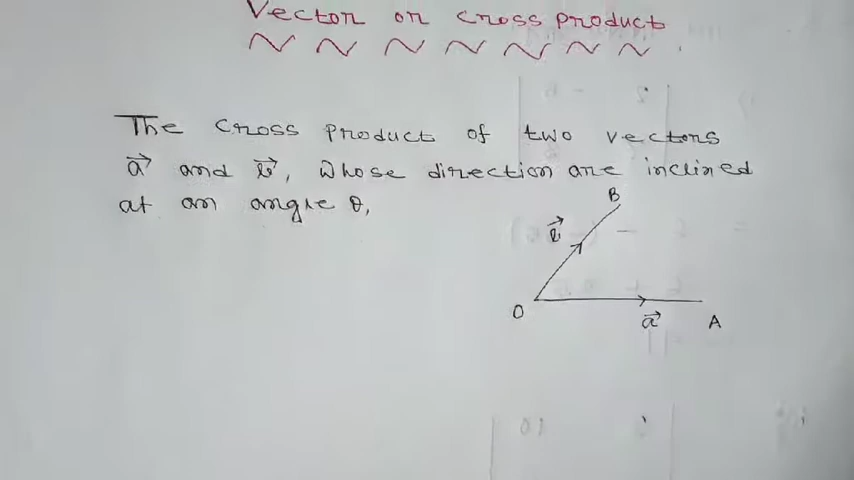 Vector or cross product
The cross product of two vectors
a⃗ and b⃗, whose direction are inclined
at an angle θ,
B
b⃗
O
a⃗
A